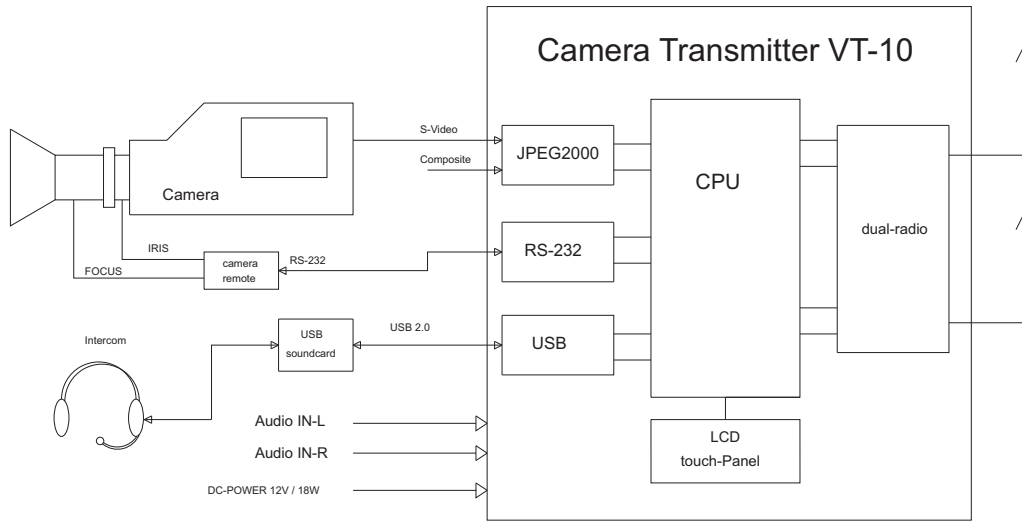 Camera Transmitter VT-10
S-Video
Composite
JPEG2000
CPU
Camera
dual-radio
IRIS
FOCUS
camera
remote
RS-232
RS-232
Intercom
USB
soundcard
USB 2.0
USB
Audio IN-L
Audio IN-R
DC-POWER 12V / 18W
LCD
touch-Panel